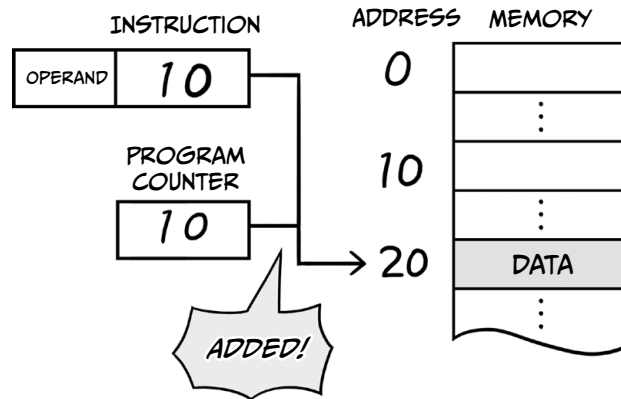 INSTRUCTION
ADDRESS MEMORY
OPERAND 10
0
PROGRAM
COUNTER
10
10
20 DATA
ADDED!